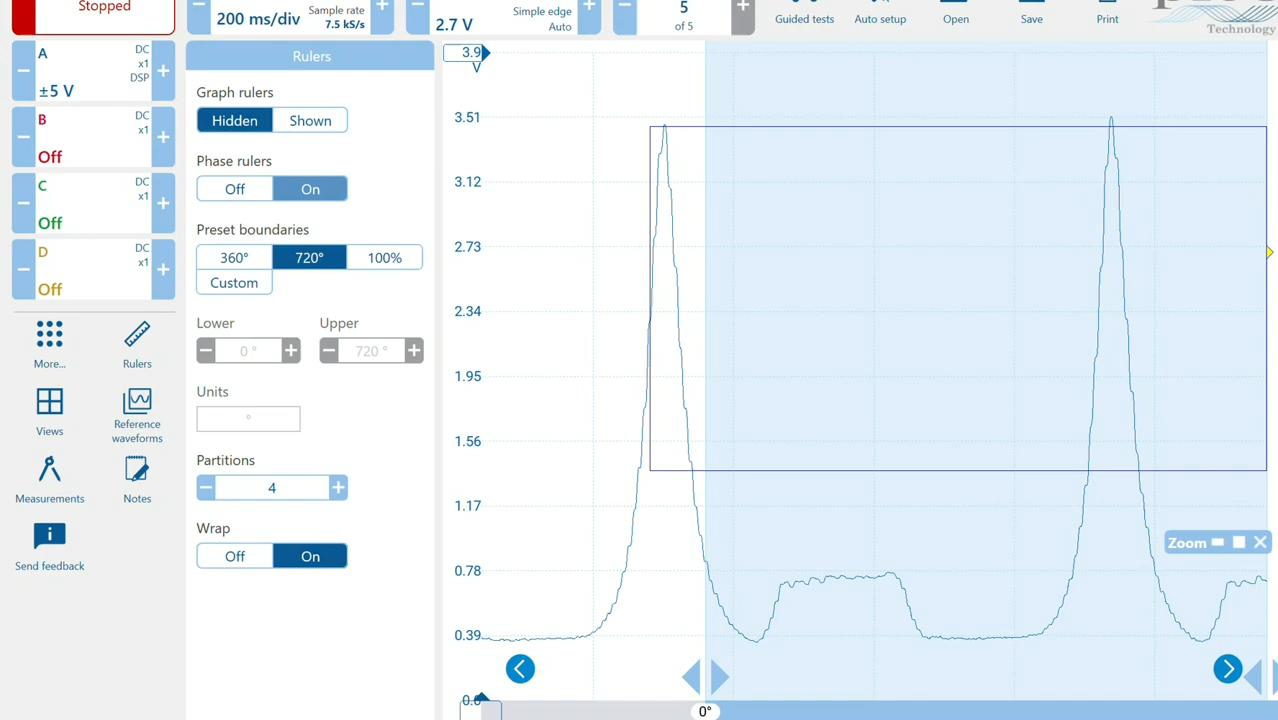 Stopped
200 ms/div
Sample rate
7.5 kS/s
2.7 V
Simple edge
Auto
5
of 5
Guided tests
Auto setup
Open
Save
Print
Technology
A
DC
x1
DSP
±5 V
B
DC
x1
Off
C
DC
x1
Off
D
DC
x1
Off
More...
Rulers
Views
Reference
waveforms
Measurements
Notes
Send feedback
Rulers
Graph rulers
Hidden
Shown
Phase rulers
Off
On
Preset boundaries
360°
720°
100%
Custom
Lower
Upper
0 °
720 °
Units
°
Partitions
4
Wrap
Off
On
3.9
V
3.51
3.12
2.73
2.34
1.95
1.56
1.17
0.78
0.39
0.0
Zoom
0°